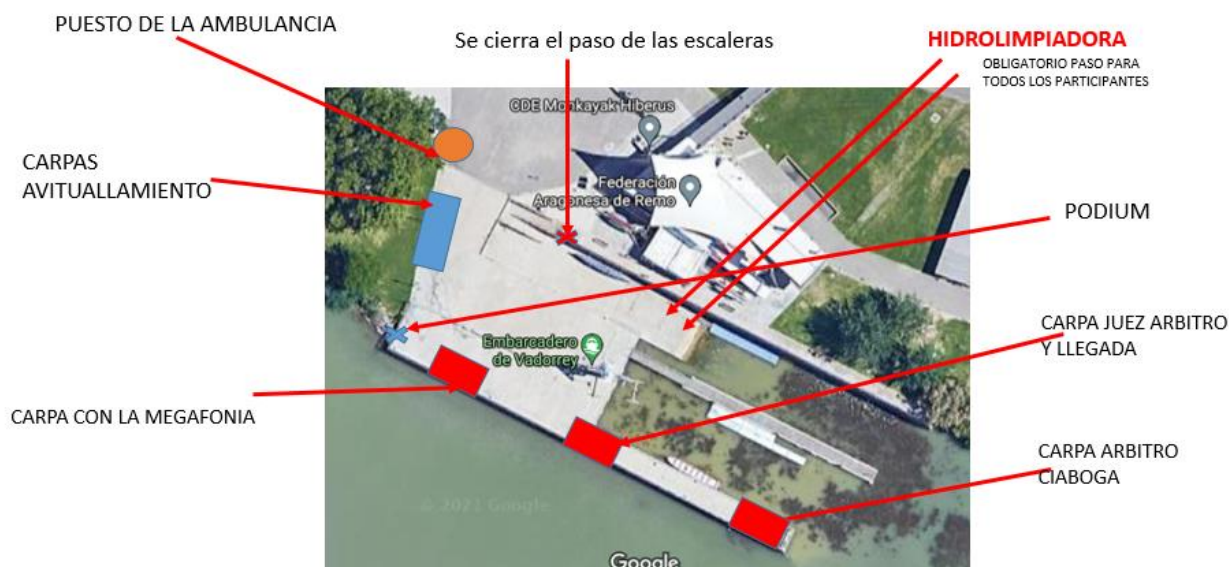 PUESTO DE LA AMBULANCIA
Se cierra el paso de las escaleras
HIDROLIMPIADORA
OBLIGATORIO PASO PARA
TODOS LOS PARTICIPANTES
CDE Monkayak Hiberus
CARPAS
AVITUALLAMIENTO
Federación
Aragonesa de Remo
PODIUM
CARPA JUEZ ARBITRO
Y LLEGADA
Embarcadero
de Vadorrey
CARPA CON LA MEGAFONIA
CARPA ARBITRO
CIABOGA
© 2021 Google
Google